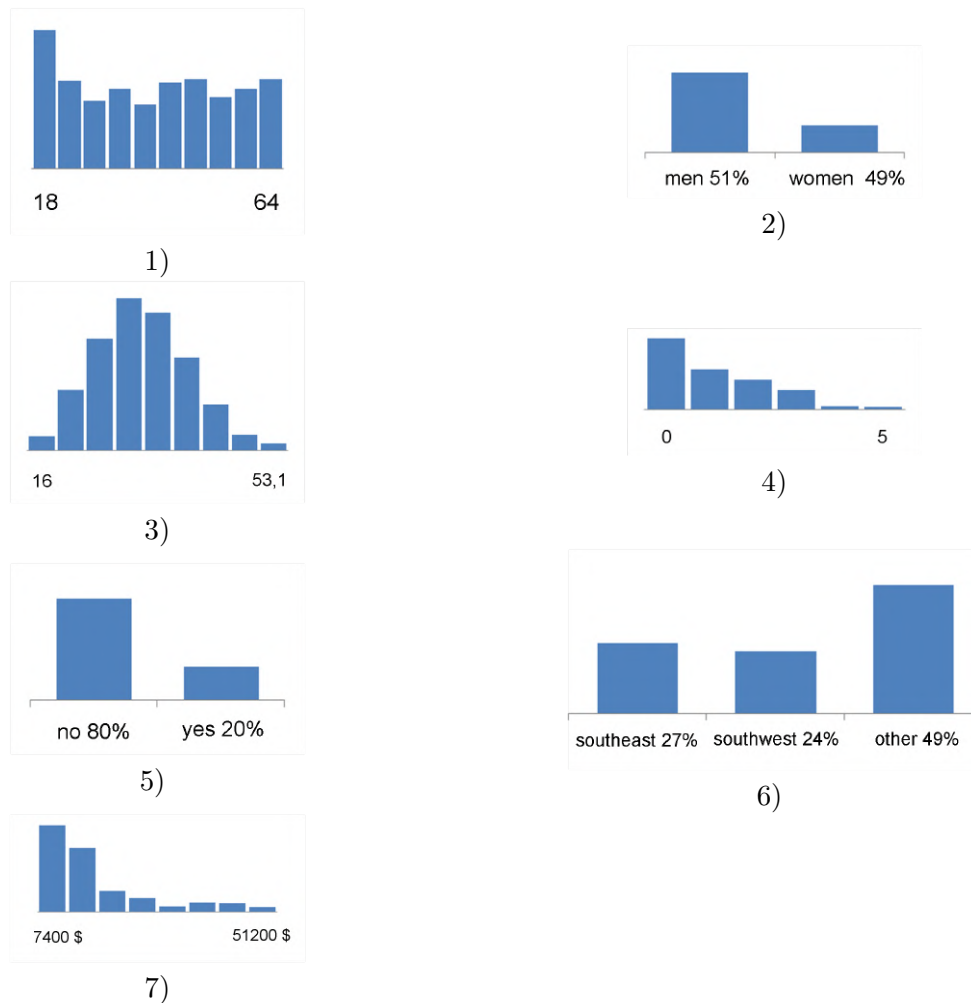 18 64
1)
men 51% women 49%
2)
16 53,1
3)
0 5
4)
no 80% yes 20%
5)
southeast 27% southwest 24% other 49%
6)
7400 $ 51200 $
7)